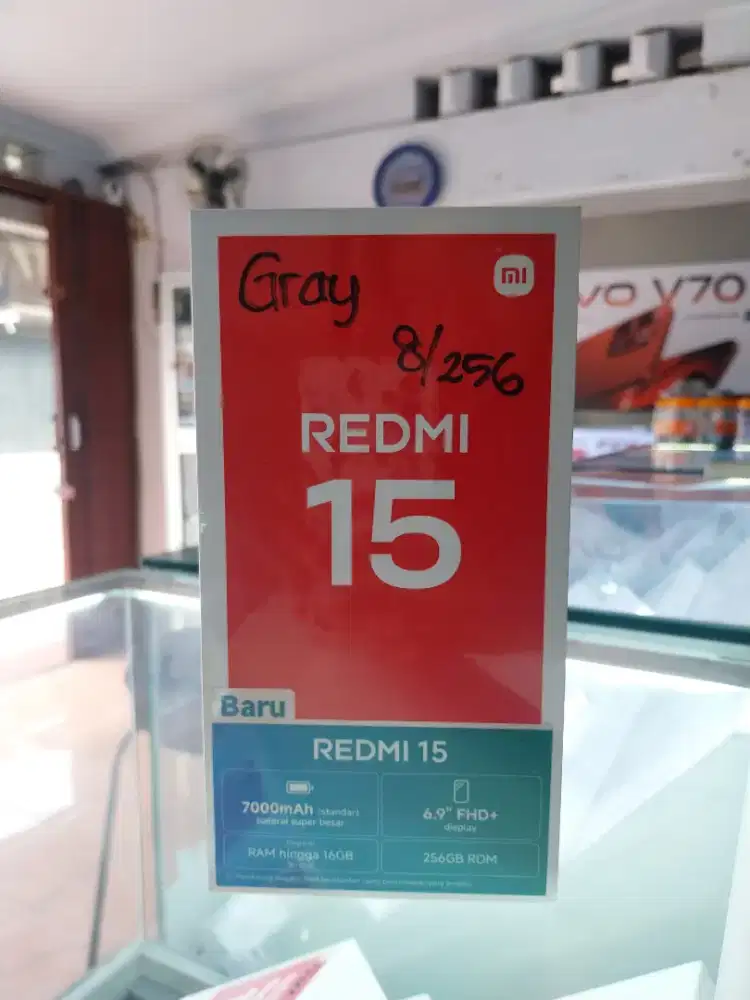 Gray
mi
8/256
REDMI
15
VO V70
Baru
REDMI 15
7000mAh (standar)
baterai super besar
6.9" FHD+
display
RAM hingga 16GB
256GB ROM